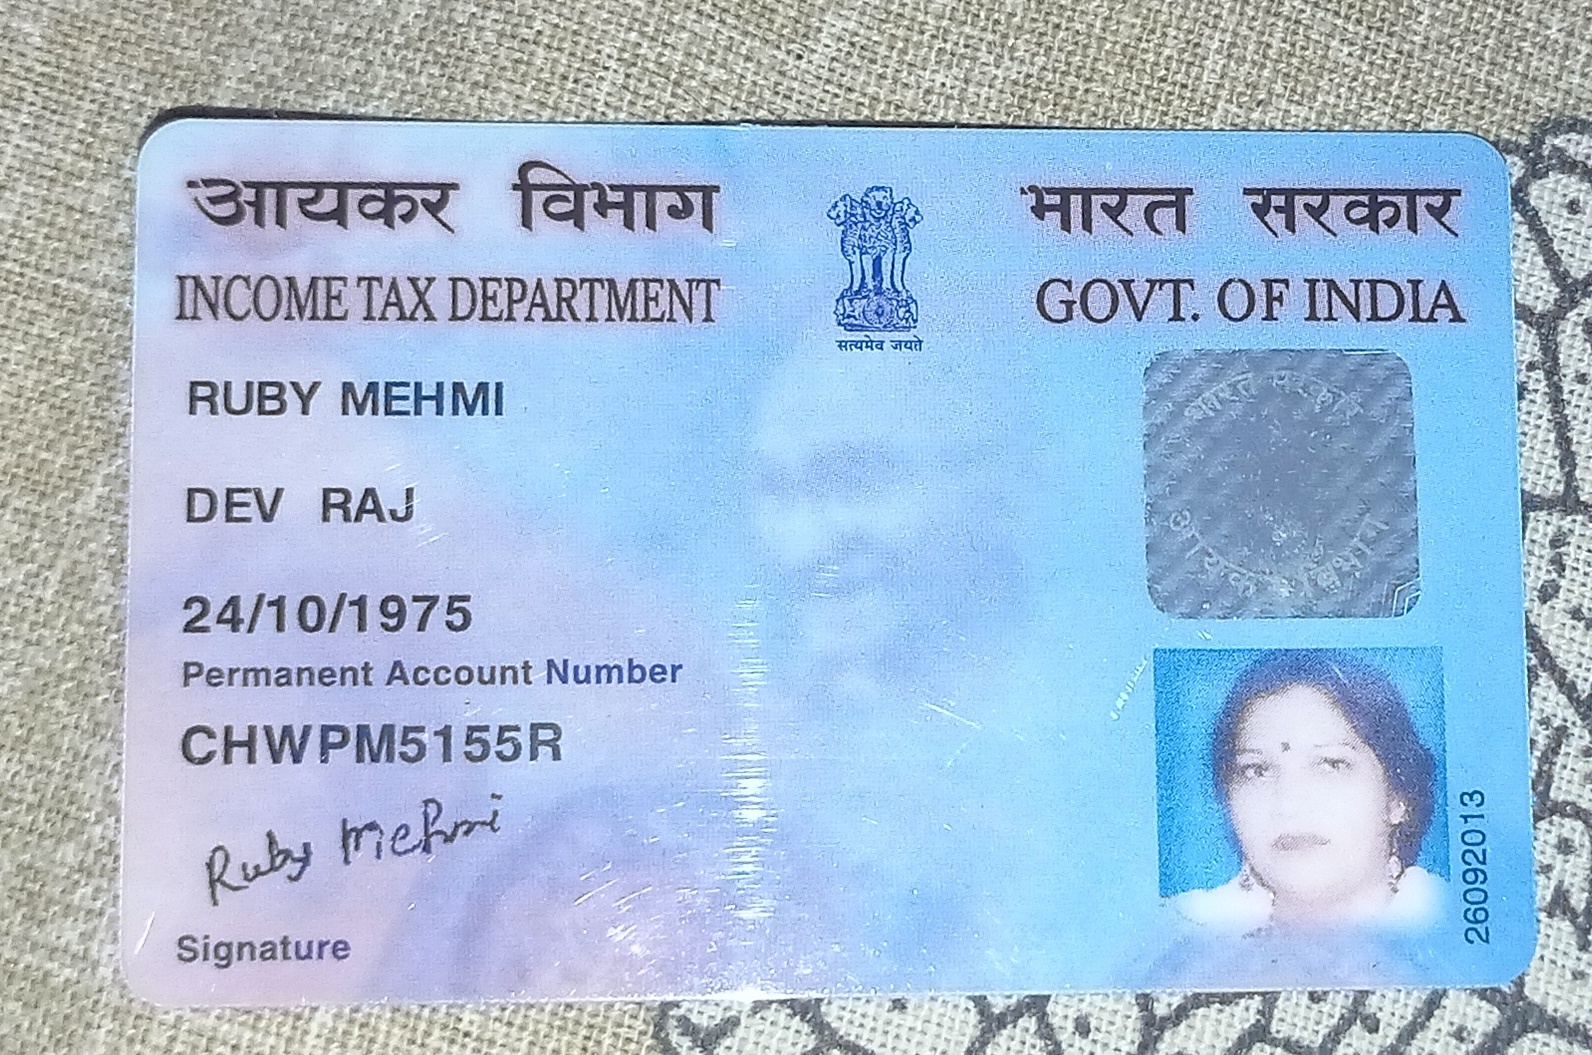 आयकर विभाग
INCOME TAX DEPARTMENT
सत्यमेव जयते
भारत सरकार
GOVT. OF INDIA
RUBY MEHMI
DEV RAJ
24/10/1975
Permanent Account Number
CHWPM5155R
Ruby Mehmi
Signature
26092013